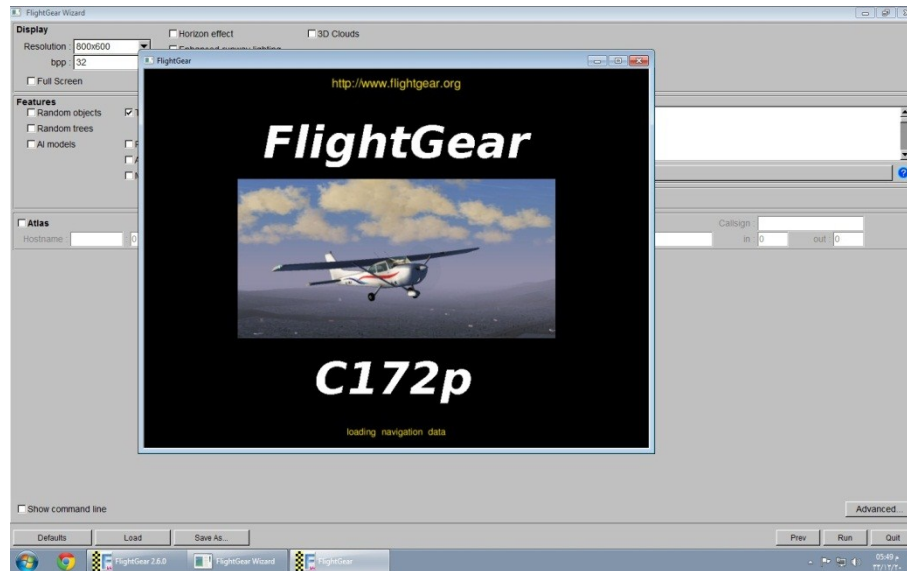 FlightGear Wizard
Display
Horizon effect
3D Clouds
Resolution : 800x600
bpp : 32
Full Screen
FlightGear
http://www.flightgear.org
Features
Random objects
Random trees
AI models
FlightGear
C172p
loading navigation data
Atlas
Hostname :
Callsign :
in : 0 out : 0
Show command line
Advanced...
Defaults Load Save As... Prev Run Quit
FlightGear 2.6.0 FlightGear Wizard FlightGear
05:49 م